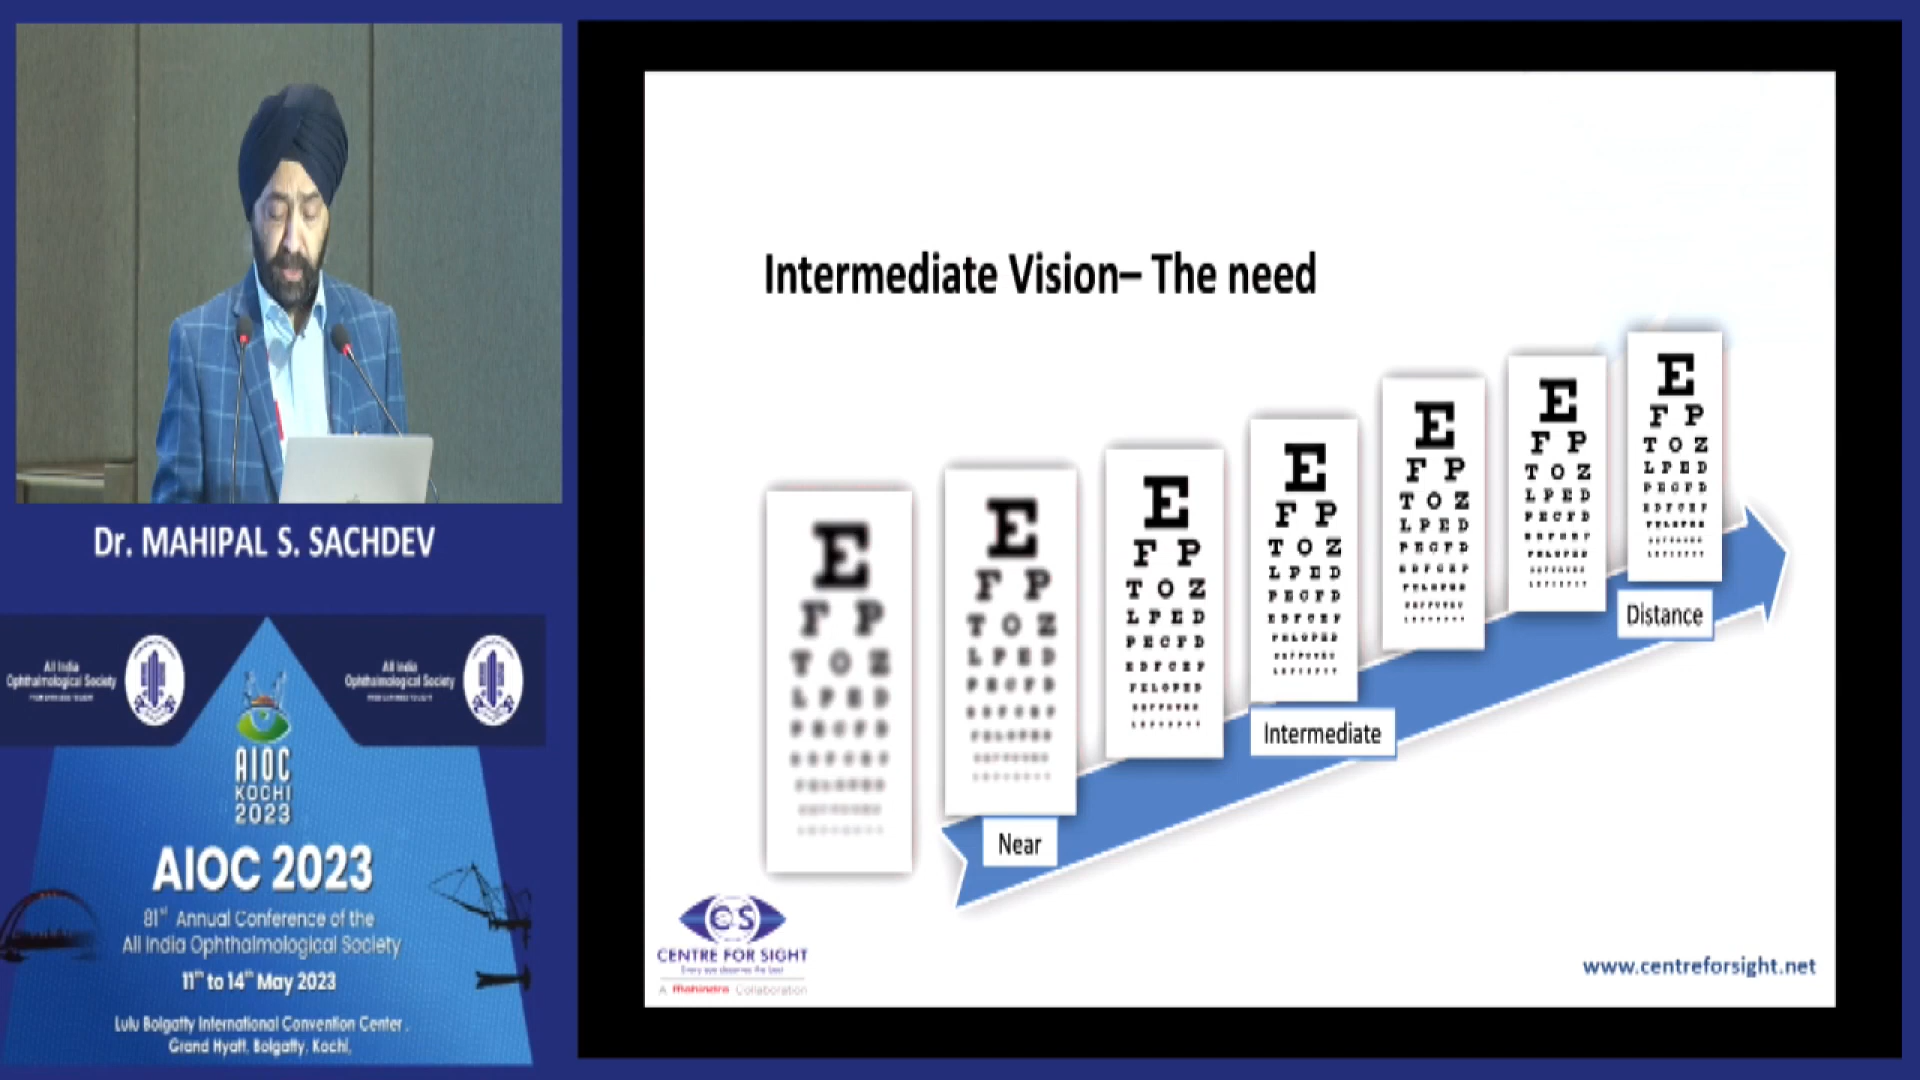 Dr. MAHIPAL S. SACHDEV
All India
Ophthalmological Society
All India
Ophthalmological Society
AIOC
KOCHI
2023
AIOC 2023
81st Annual Conference of the
All India Ophthalmological Society
11th to 14th May 2023
Lulu Bolgatty International Convention Center,
Grand Hyatt, Bolgatty, Kochi,
Intermediate Vision– The need
E
F P
T O Z
L P E D
P E C F D
E
F P
T O Z
L P E D
P E C F D
E
F P
T O Z
L P E D
P E C F D
E D F C Z P
F E L O P Z D
E
F P
T O Z
L P E D
P E C F D
E
F P
T O Z
L P E D
P E C F D
E
F P
T O Z
L P E D
P E C F D
E
F P
T O Z
L P E D
P E C F D
Near
Intermediate
Distance
CS
CENTRE FOR SIGHT
Every eye deserves the best
A Mahindra Collaboration
www.centreforsight.net